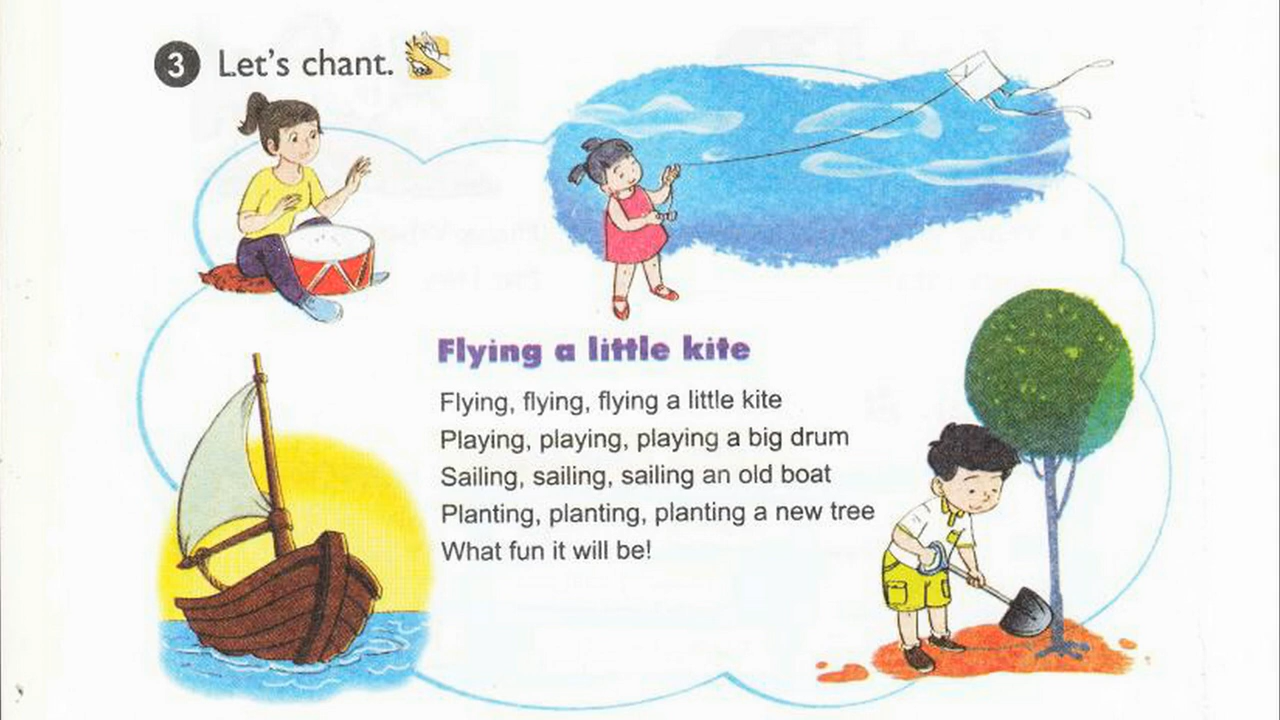 3 Let's chant.
Flying a little kite
Flying, flying, flying a little kite
Playing, playing, playing a big drum
Sailing, sailing, sailing an old boat
Planting, planting, planting a new tree
What fun it will be!